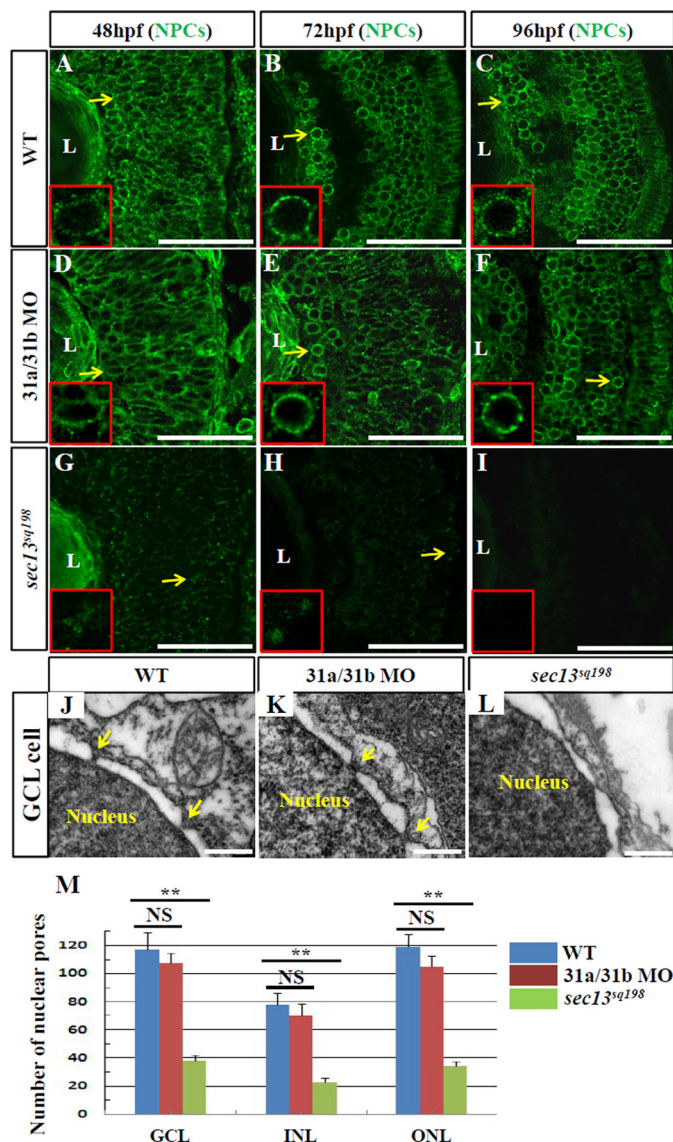 48hpf (NPCs) 72hpf (NPCs) 96hpf (NPCs)
WT
A B C
L L L
31a/31b MO
D E F
L L L
sec13sq198
G H I
L L L
WT 31a/31b MO sec13sq198
GCL cell
J K L
Nucleus Nucleus Nucleus
M
Number of nuclear pores
** ** **
NS NS NS
120
100
80
60
40
20
0
GCL INL ONL
WT
31a/31b MO
sec13sq198